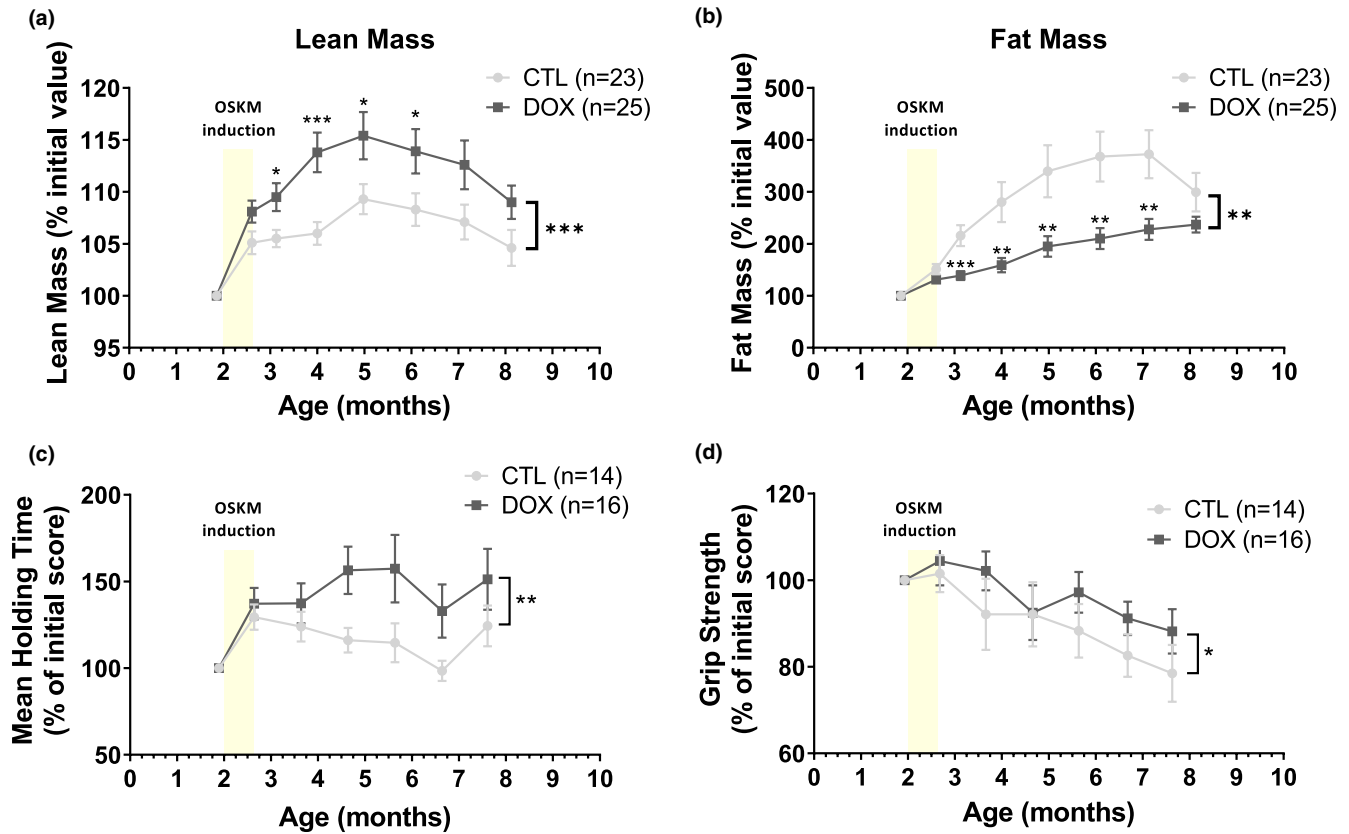 (a)
Lean Mass
CTL (n=23)
DOX (n=25)
OSKM
induction
Lean Mass (% initial value)
120
115
110
105
100
95
*
***
*
*
***
0 1 2 3 4 5 6 7 8 9 10
Age (months)
(b)
Fat Mass
CTL (n=23)
DOX (n=25)
OSKM
induction
Fat Mass (% initial value)
500
400
300
200
100
0
***
**
**
**
**
**
0 1 2 3 4 5 6 7 8 9 10
Age (months)
(c)
CTL (n=14)
DOX (n=16)
OSKM
induction
Mean Holding Time
(% of initial score)
200
150
100
50
**
0 1 2 3 4 5 6 7 8 9 10
Age (months)
(d)
CTL (n=14)
DOX (n=16)
OSKM
induction
Grip Strength
(% of initial score)
120
100
80
60
*
0 1 2 3 4 5 6 7 8 9 10
Age (months)